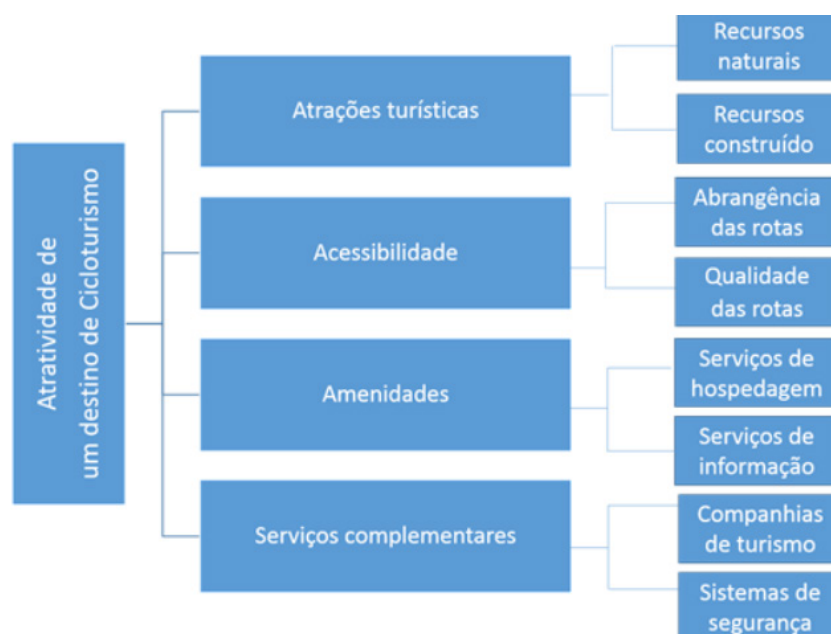 Atratividade de
um destino de Cicloturismo
Atrações turísticas
Recursos
naturais
Recursos
construído
Acessibilidade
Abrangência
das rotas
Qualidade
das rotas
Amenidades
Serviços de
hospedagem
Serviços de
informação
Serviços complementares
Companhias
de turismo
Sistemas de
segurança